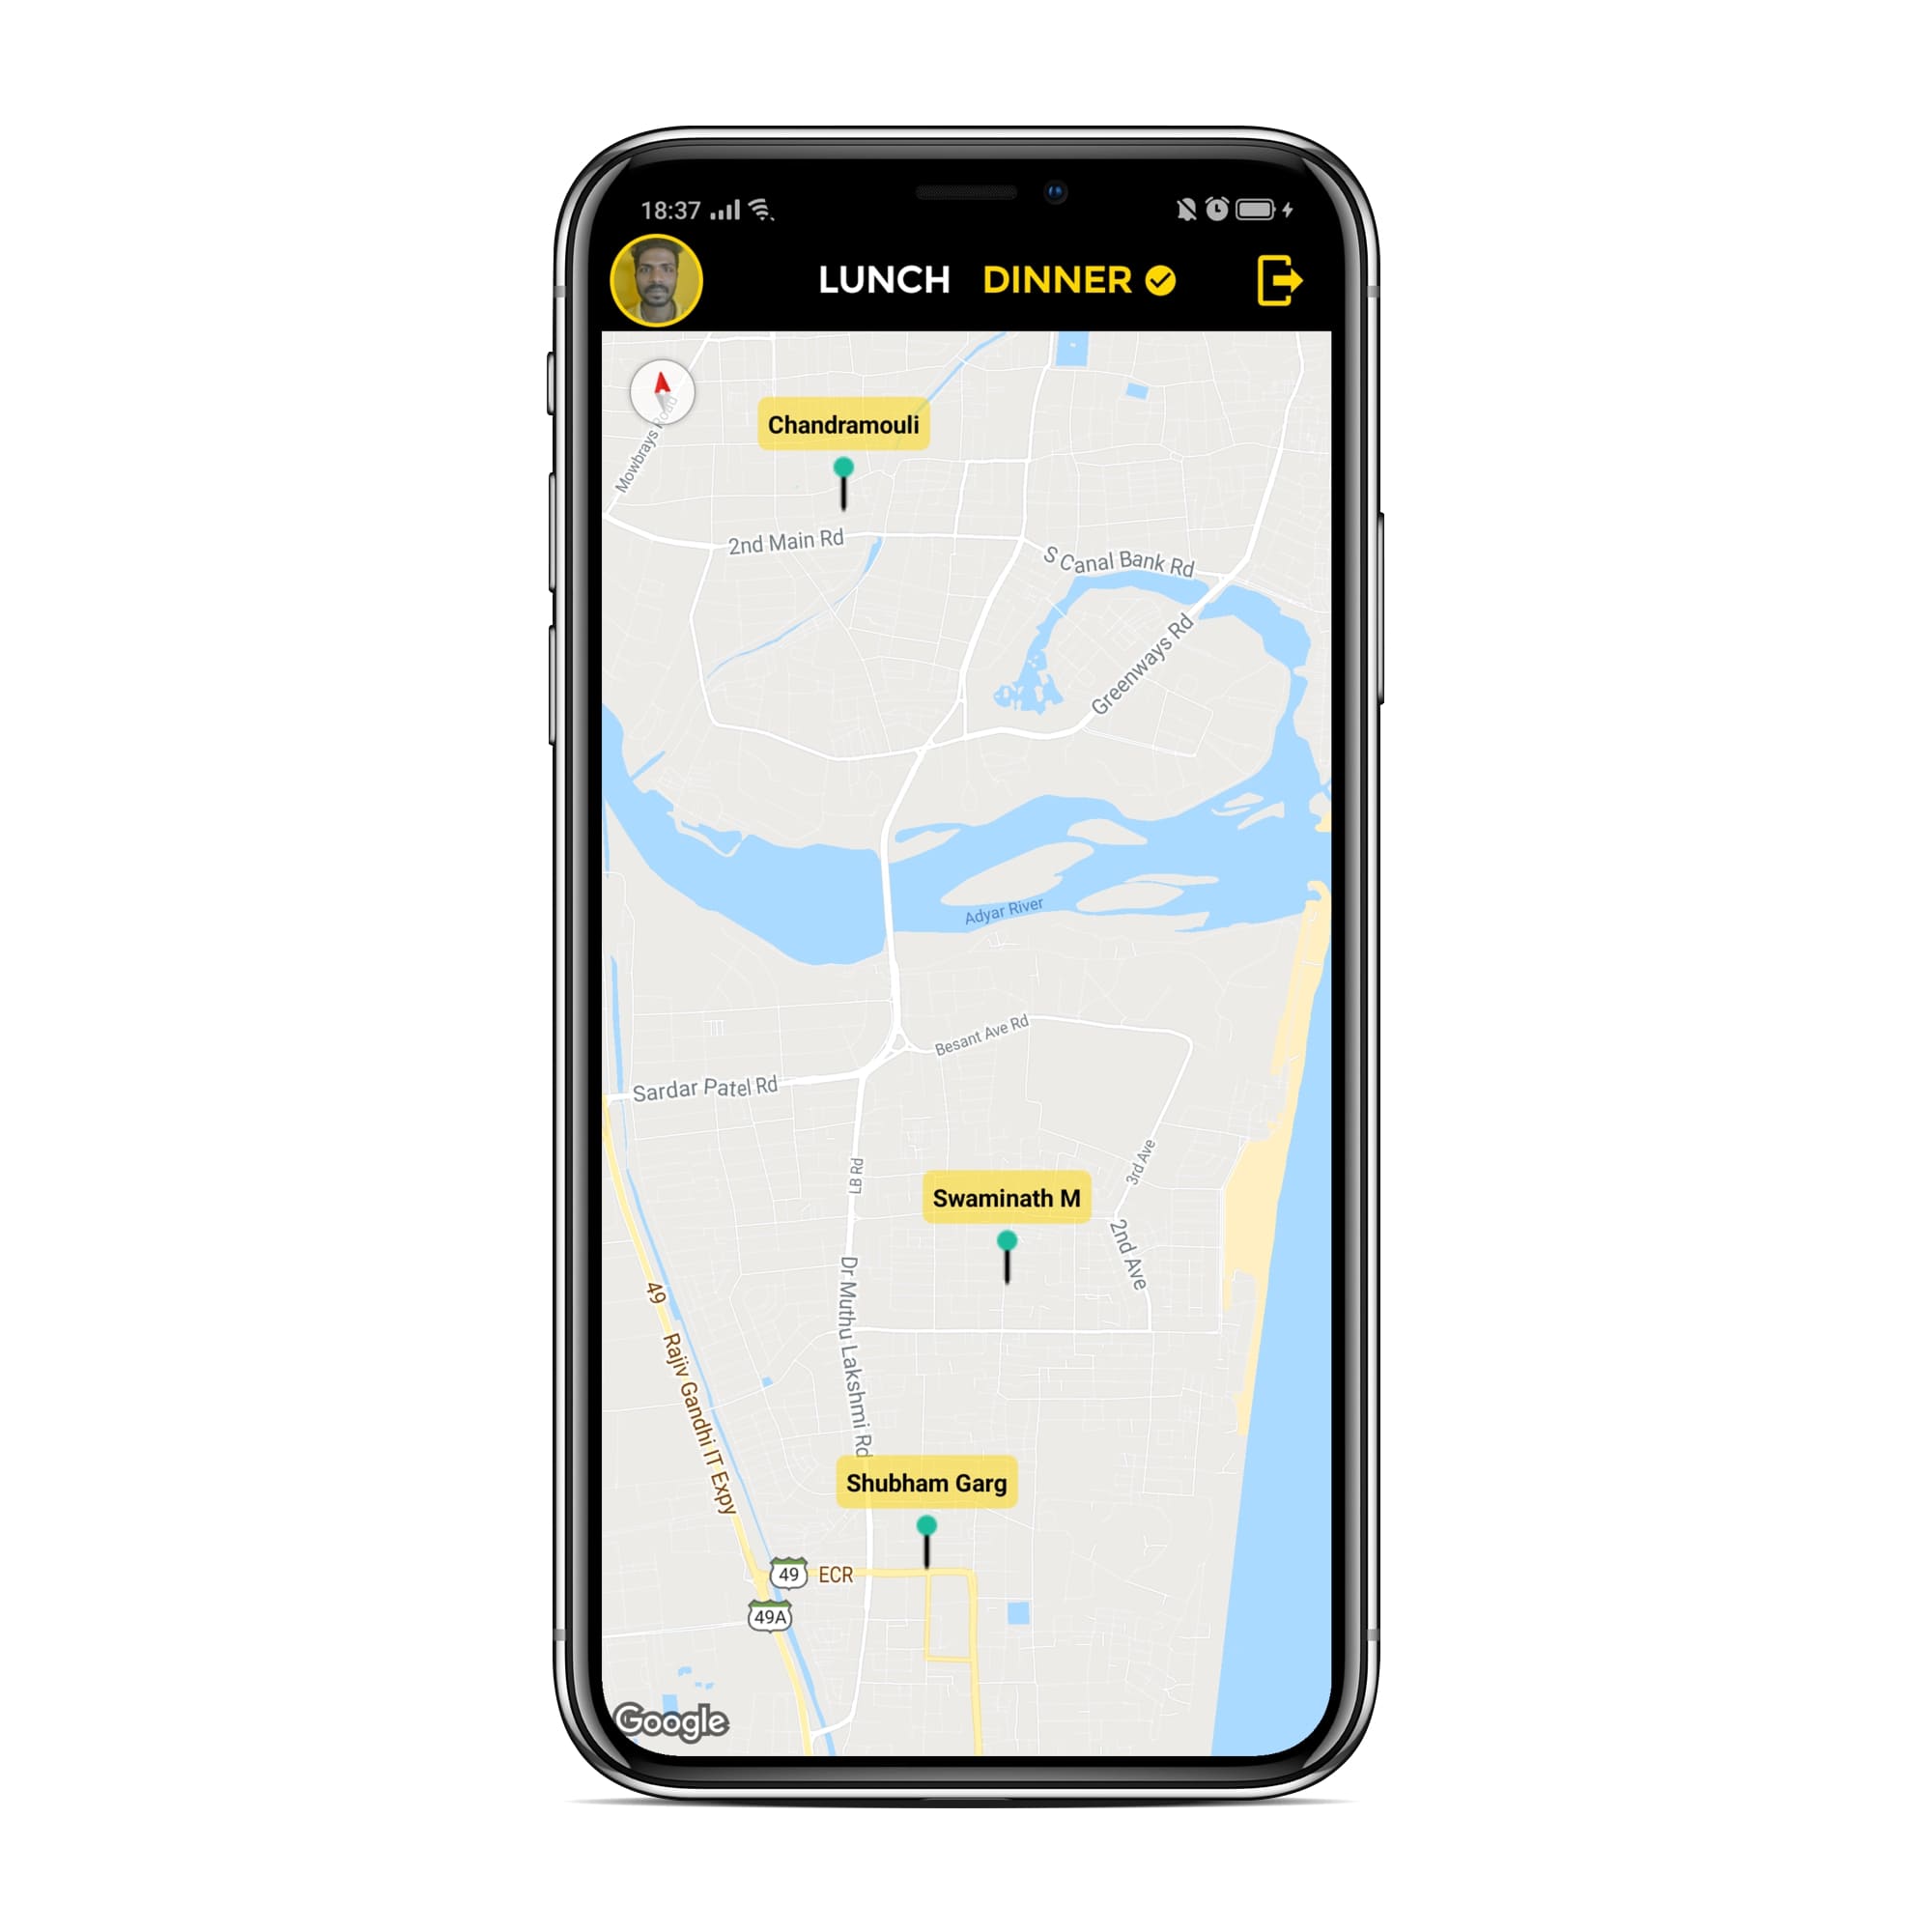 18:37
LUNCH DINNER
Mowbrays Road
Chandramouli
2nd Main Rd
S Canal Bank Rd
Greenways Rd
Adyar River
Besant Ave Rd
Sardar Patel Rd
3rd Ave
LB Rd
Swaminath M
2nd Ave
49
Dr Muthu Lakshmi Rd
Rajiv Gandhi IT Expy
Shubham Garg
49 ECR
49A
Google